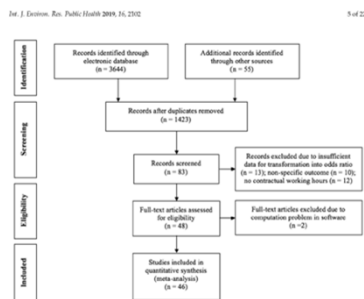 Int. J. Environ. Res. Public Health 2019, 16, 2102
5 of 22
Identification
Records identified through
electronic database
(n = 3644)
Additional records identified
through other sources
(n = 55)
Records after duplicates removed
(n = 1423)
Screening
Records screened
(n = 83)
Records excluded due to insufficient
data for transformation into odds ratio
(n = 13); non-specific outcome (n = 10);
no contractual working hours (n = 12)
Eligibility
Full-text articles assessed
for eligibility
(n = 48)
Full-text articles excluded due to
computation problem in software
(n =2)
Included
Studies included in
quantitative synthesis
(meta-analysis)
(n = 46)